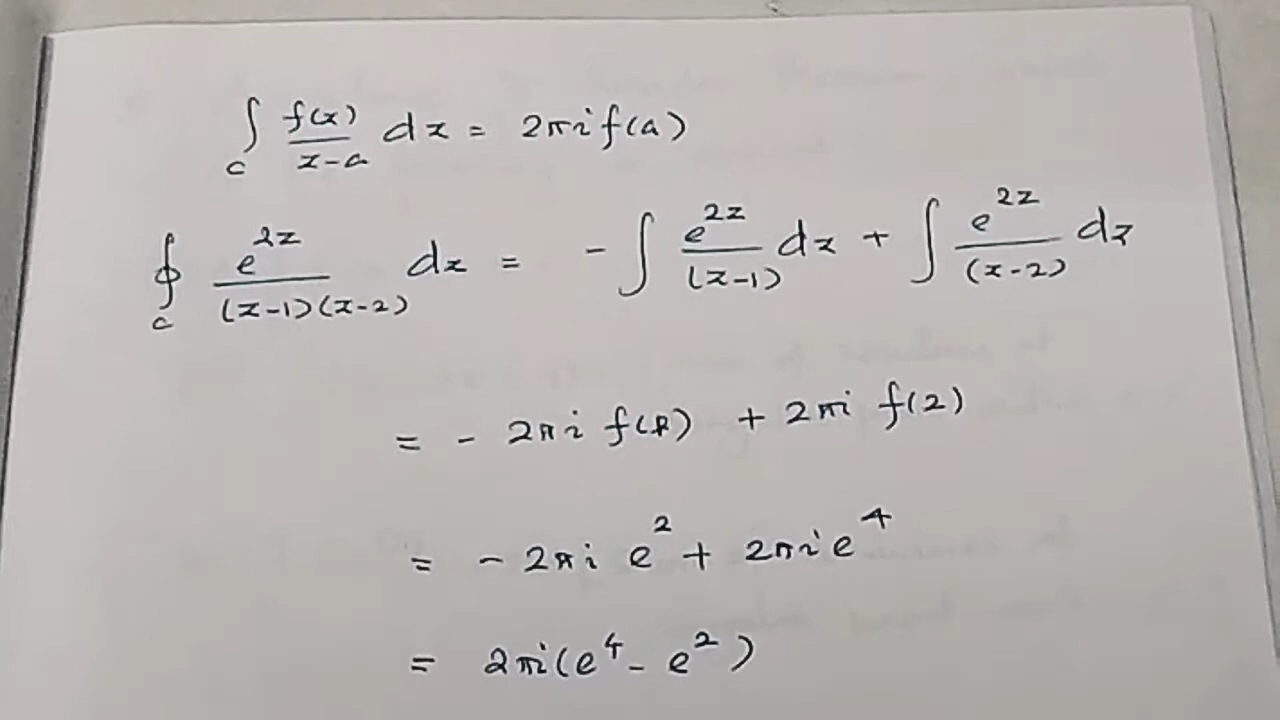 ∫_C f(z)/(z-a) dz = 2πi f(a)
∮_C e^{2z}/((z-1)(z-2)) dz = - ∫ e^{2z}/(z-1) dz + ∫ e^{2z}/(z-2) dz
= - 2πi f( ) + 2πi f(2)
= - 2πi e^2 + 2πi e^4
= 2πi(e^4 - e^2)